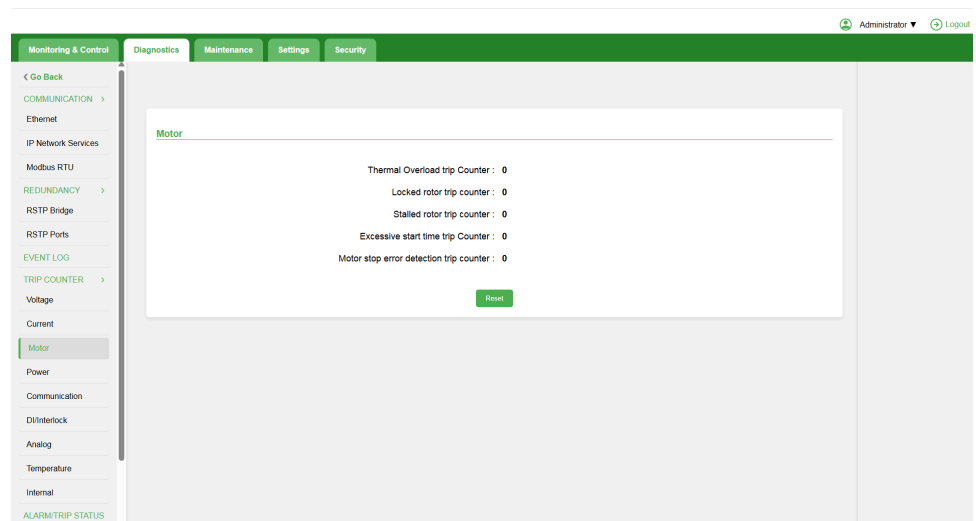 Administrator ▼ Logout
Monitoring & Control Diagnostics Maintenance Settings Security
Go Back
COMMUNICATION >
Ethernet
IP Network Services
Modbus RTU
REDUNDANCY >
RSTP Bridge
RSTP Ports
EVENT LOG
TRIP COUNTER >
Voltage
Current
Motor
Power
Communication
DI/Interlock
Analog
Temperature
Internal
ALARM/TRIP STATUS
Motor
Thermal Overload trip Counter : 0
Locked rotor trip counter : 0
Stalled rotor trip counter : 0
Excessive start time trip Counter : 0
Motor stop error detection trip counter : 0
Reset